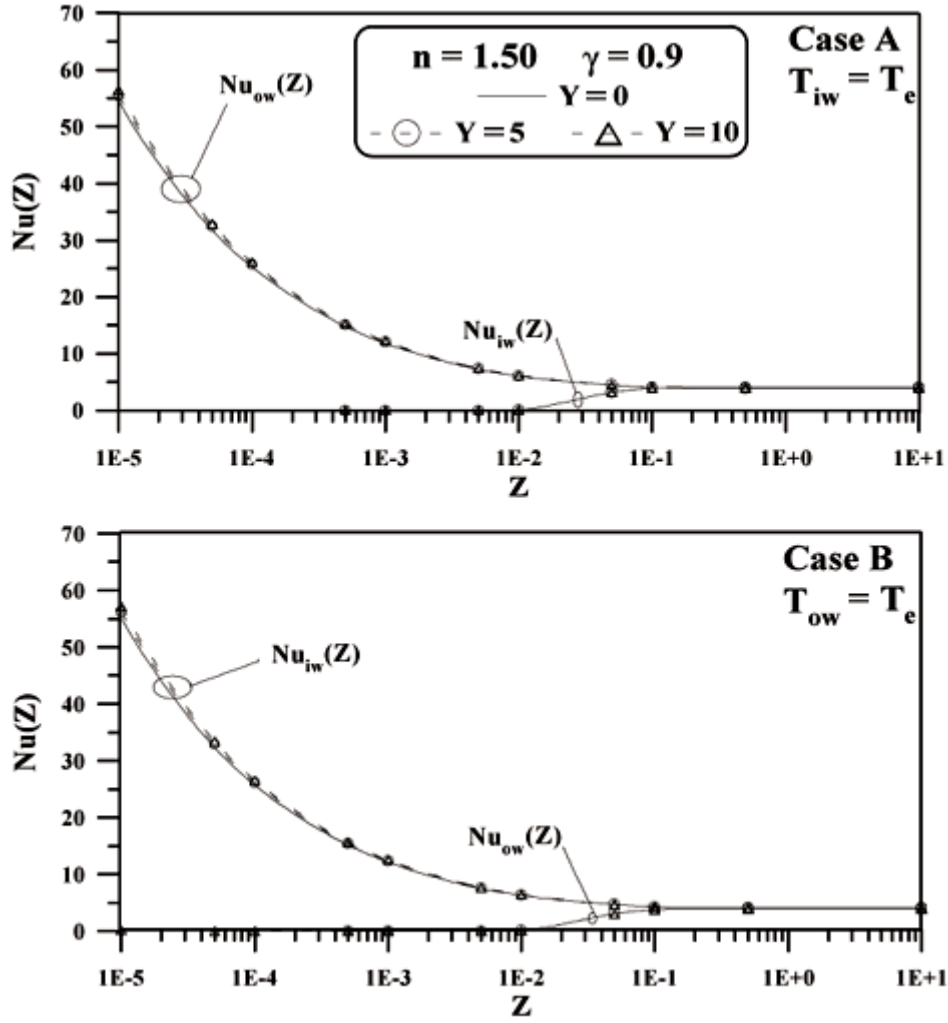 70
60
50
40
30
20
10
0
Nu(Z)
Nu_ow(Z)
n = 1.50 γ = 0.9
Y = 0
Y = 5 Y = 10
Case A
T_iw = T_e
Nu_iw(Z)
1E-5 1E-4 1E-3 1E-2 1E-1 1E+0 1E+1
Z
70
60
50
40
30
20
10
0
Nu(Z)
Case B
T_ow = T_e
Nu_iw(Z)
Nu_ow(Z)
1E-5 1E-4 1E-3 1E-2 1E-1 1E+0 1E+1
Z